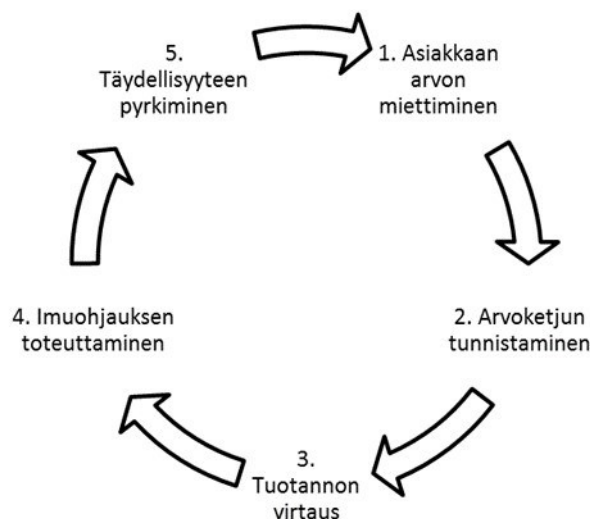 1. Asiakkaan
arvon
miettiminen
2. Arvoketjun
tunnistaminen
3.
Tuotannon
virtaus
4. Imuohjauksen
toteuttaminen
5.
Täydellisyyteen
pyrkiminen